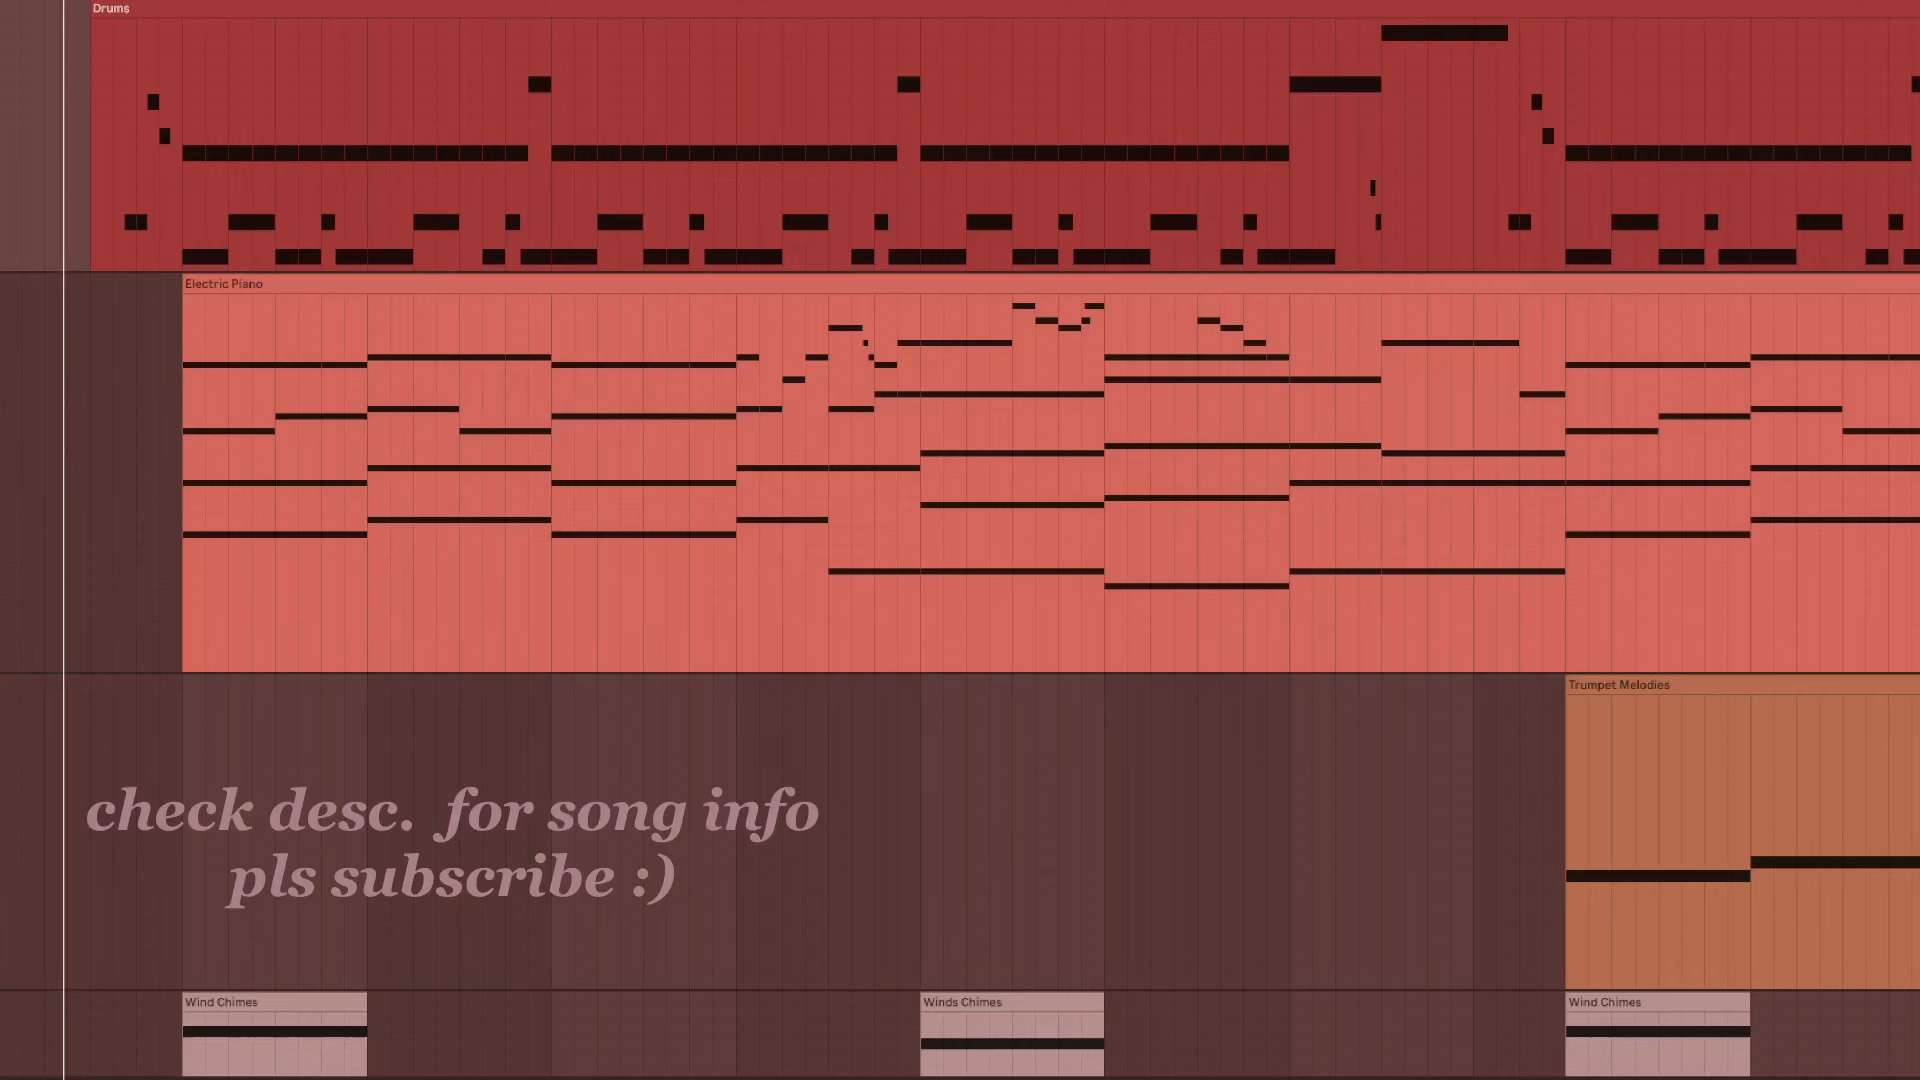 Drums
Electric Piano
Trumpet Melodies
check desc. for song info
pls subscribe :)
Wind Chimes
Winds Chimes
Wind Chimes